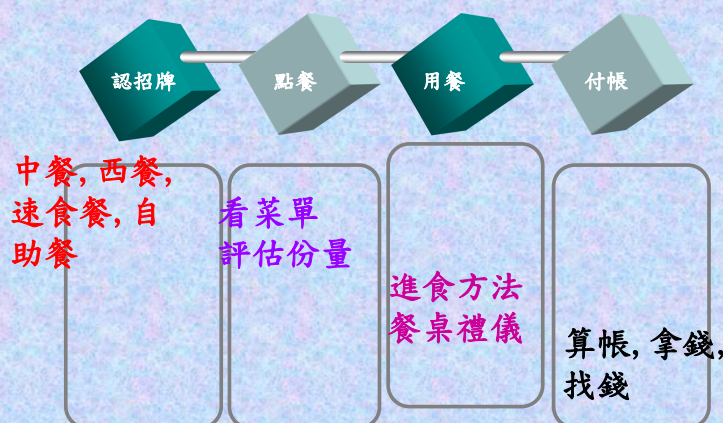 認招牌
點餐
用餐
付帳
中餐, 西餐,
速食餐, 自
助餐
看菜單
評估份量
進食方法
餐桌禮儀
算帳, 拿錢,
找錢